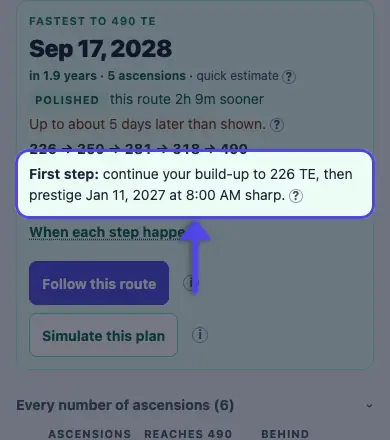 FASTEST TO 490 TE
Sep 17, 2028
in 1.9 years · 5 ascensions · quick estimate ?
POLISHED this route 2h 9m sooner
Up to about 5 days later than shown. ?
226 → 250 → 281 → 318 → 490
First step: continue your build-up to 226 TE, then
prestige Jan 11, 2027 at 8:00 AM sharp. ?
When each step happe
Follow this route i
Simulate this plan i
Every number of ascensions (6)
ASCENSIONS REACHES 490 BEHIND